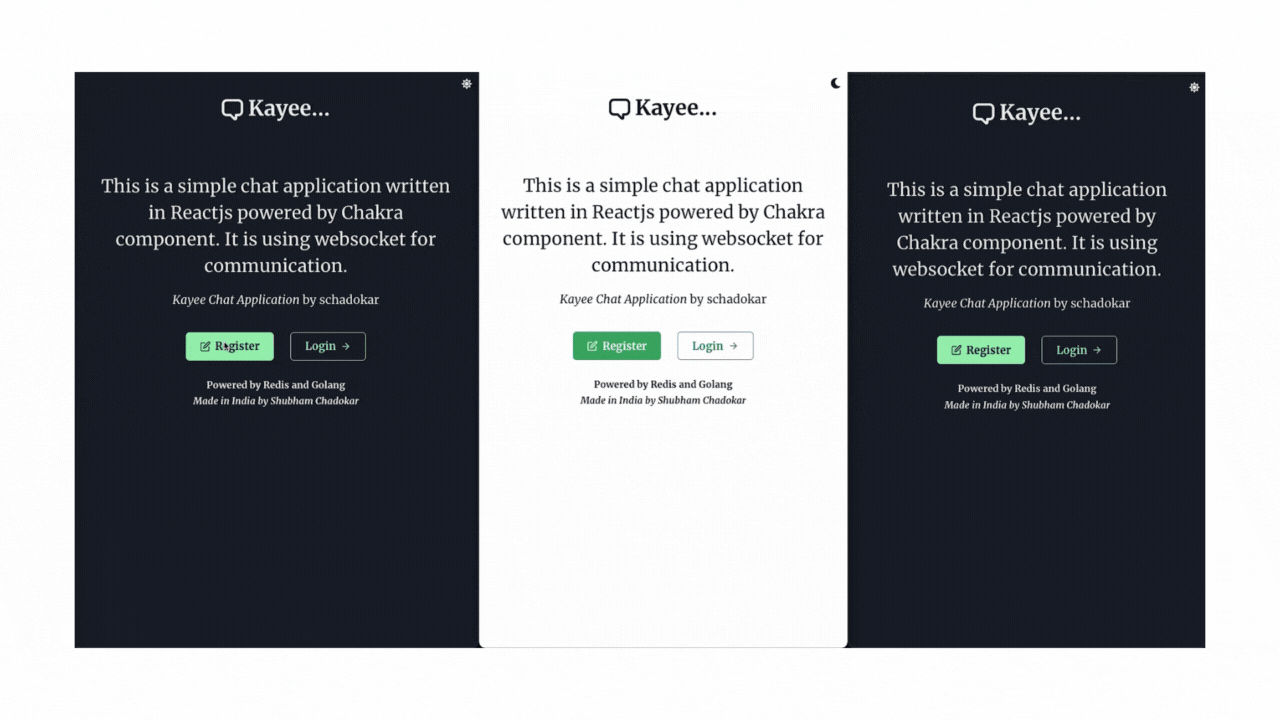 Kayee...
This is a simple chat application written
in Reactjs powered by Chakra
component. It is using websocket for
communication.
Kayee Chat Application by schadokar
Register
Login
Powered by Redis and Golang
Made in India by Shubham Chadokar
Kayee...
This is a simple chat application
written in Reactjs powered by Chakra
component. It is using websocket for
communication.
Kayee Chat Application by schadokar
Register
Login
Powered by Redis and Golang
Made in India by Shubham Chadokar
Kayee...
This is a simple chat application
written in Reactjs powered by
Chakra component. It is using
websocket for communication.
Kayee Chat Application by schadokar
Register
Login
Powered by Redis and Golang
Made in India by Shubham Chadokar